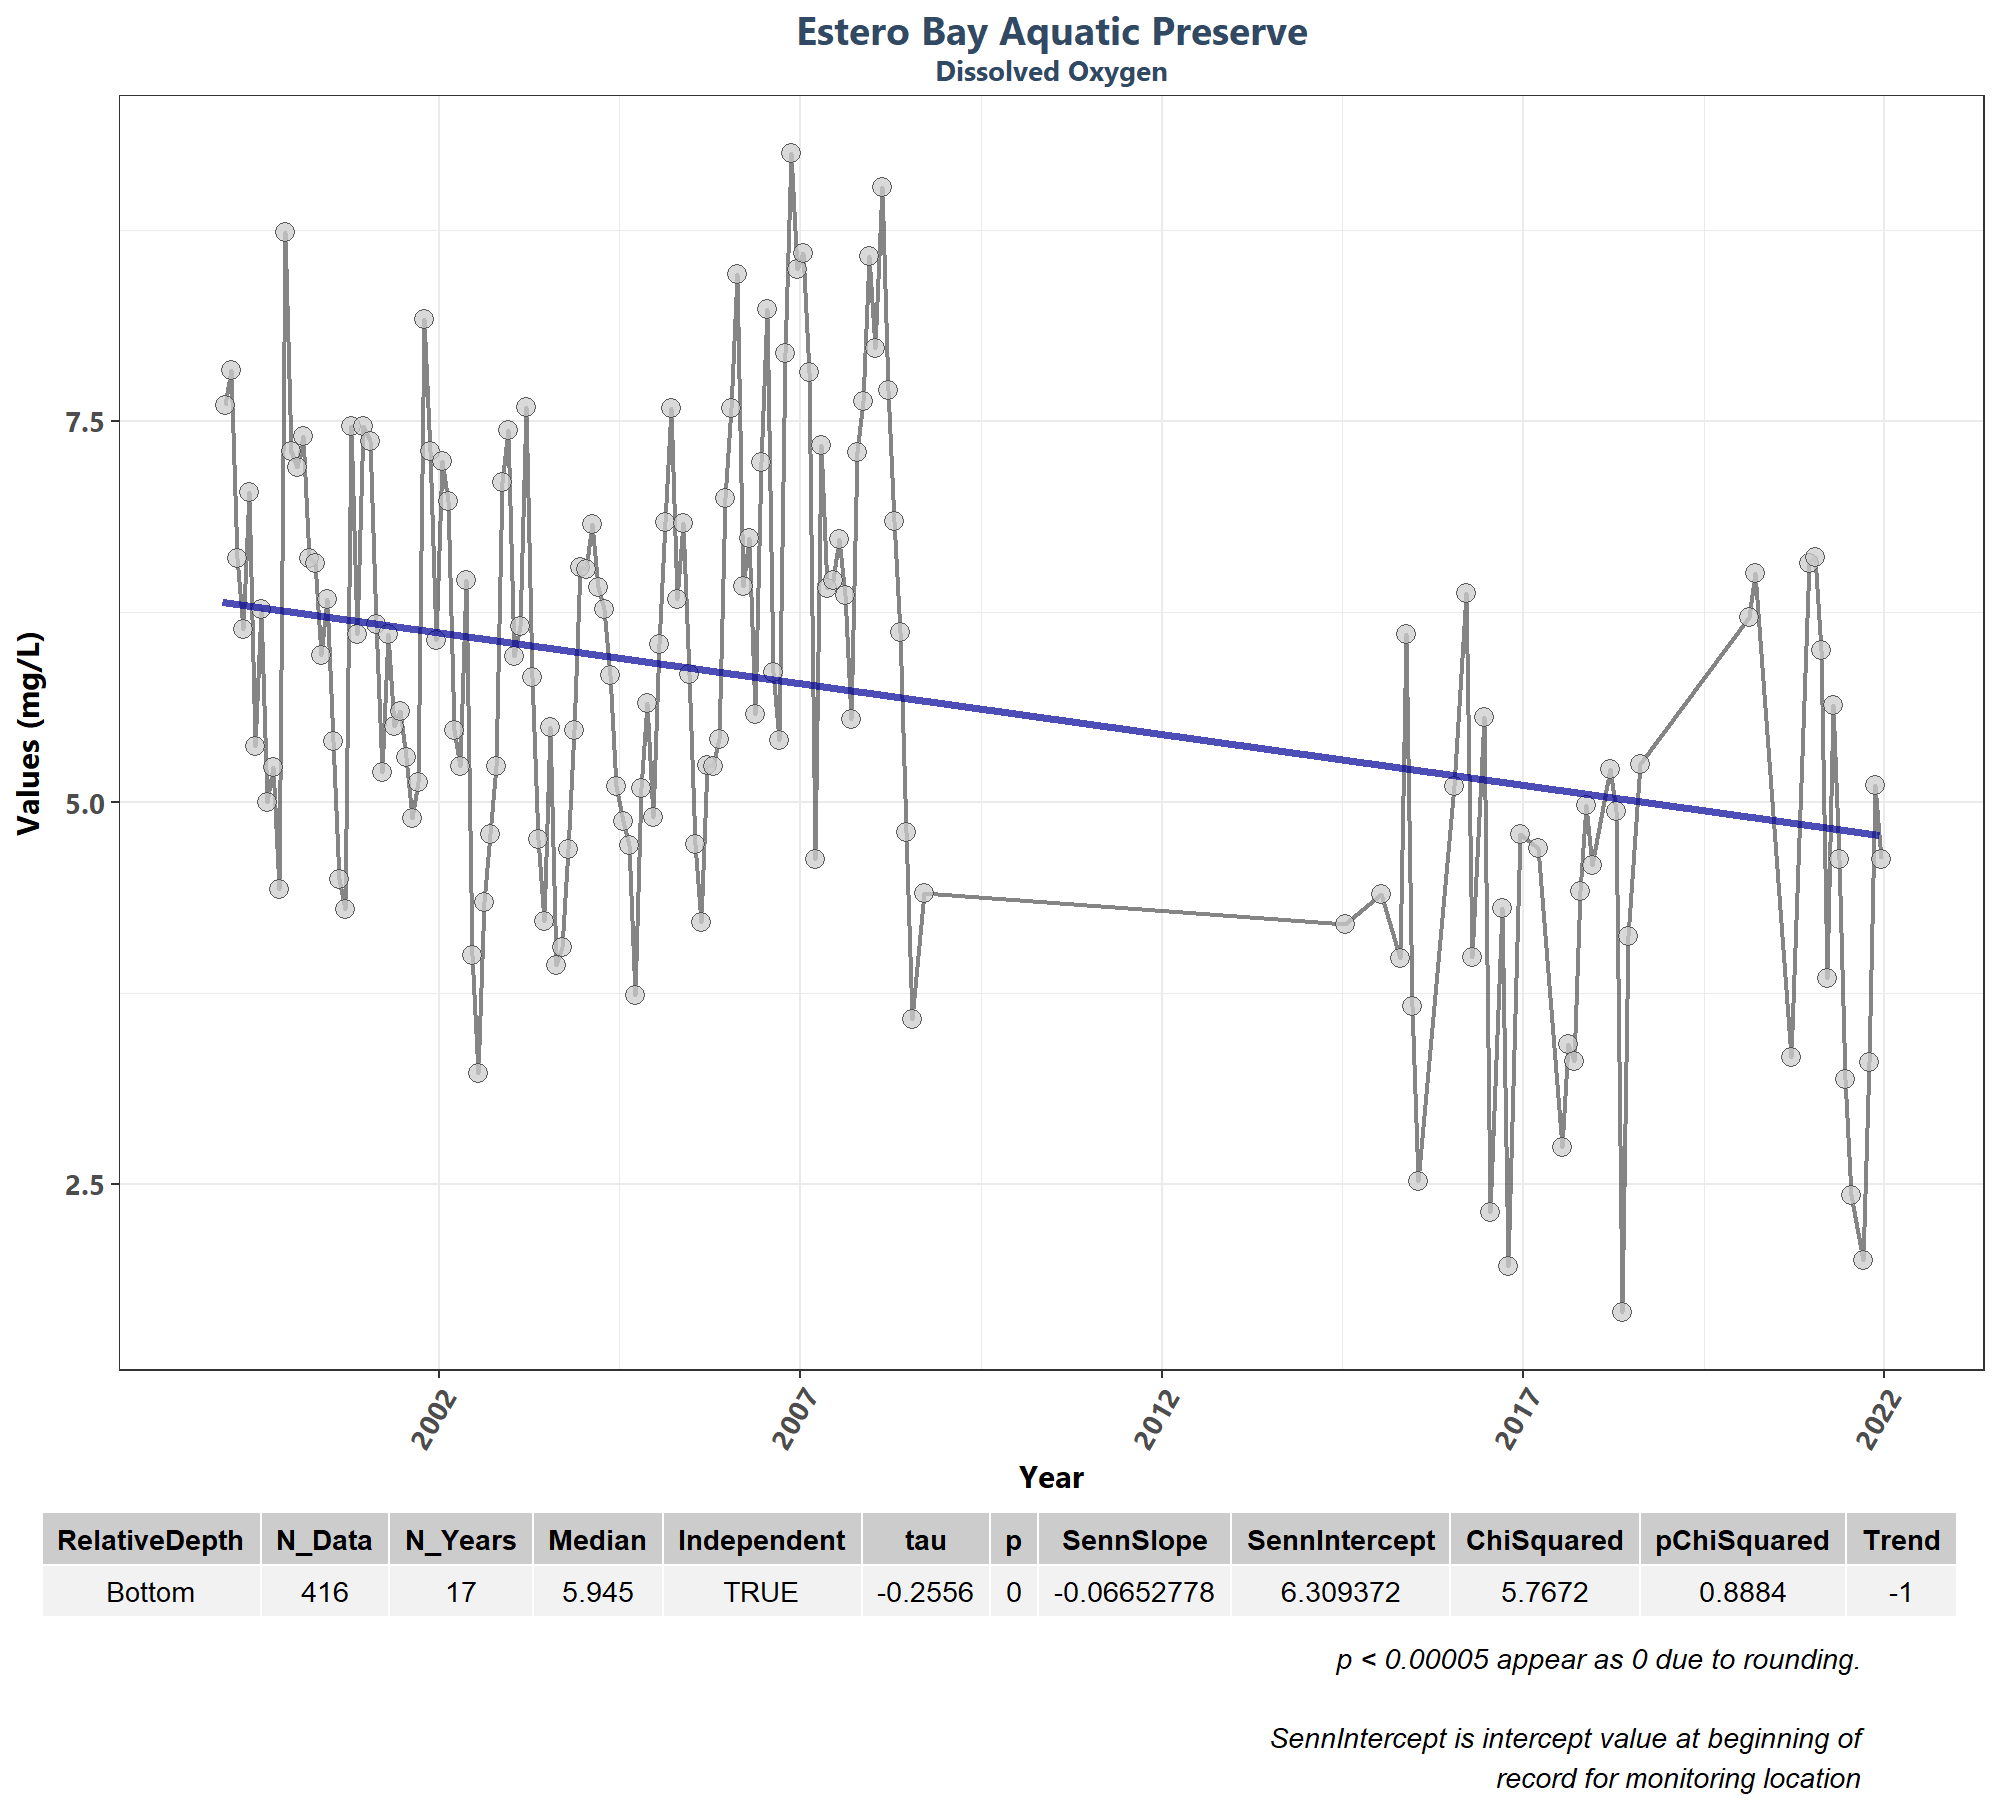 Estero Bay Aquatic Preserve
Dissolved Oxygen
Values (mg/L)
7.5
5.0
2.5
2002
2007
2012
2017
2022
Year
RelativeDepth N_Data N_Years Median Independent tau p SennSlope SennIntercept ChiSquared pChiSquared Trend
Bottom 416 17 5.945 TRUE -0.2556 0 -0.06652778 6.309372 5.7672 0.8884 -1
p < 0.00005 appear as 0 due to rounding.
SennIntercept is intercept value at beginning of
record for monitoring location